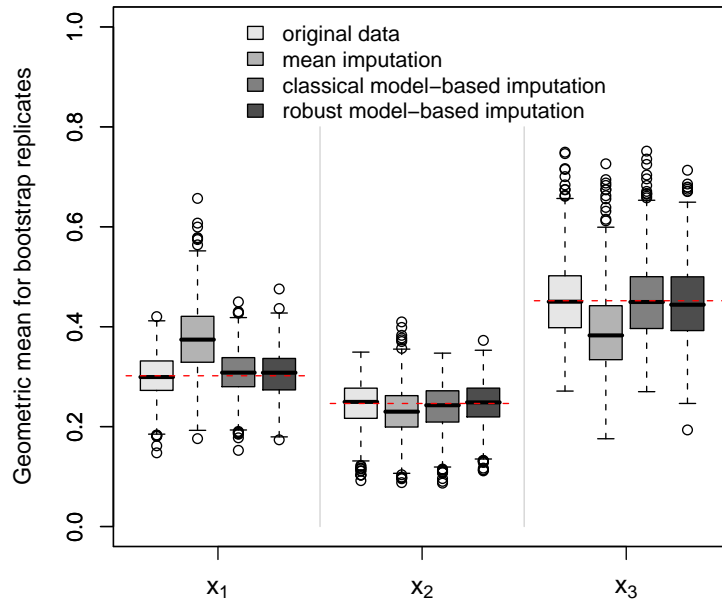 original data
mean imputation
classical model−based imputation
robust model−based imputation
Geometric mean for bootstrap replicates
1.0
0.8
0.6
0.4
0.2
0.0
x₁ x₂ x₃